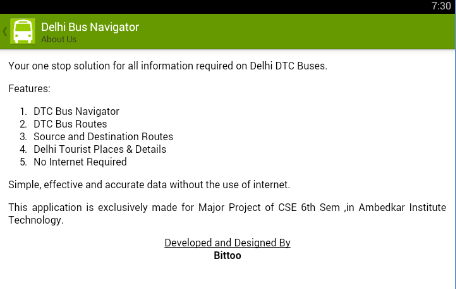 7:30
Delhi Bus Navigator
About Us
Your one stop solution for all information required on Delhi DTC Buses.
Features:
1. DTC Bus Navigator
2. DTC Bus Routes
3. Source and Destination Routes
4. Delhi Tourist Places & Details
5. No Internet Required
Simple, effective and accurate data without the use of internet.
This application is exclusively made for Major Project of CSE 6th Sem ,in Ambedkar Institute
Technology.
Developed and Designed By
Bittoo